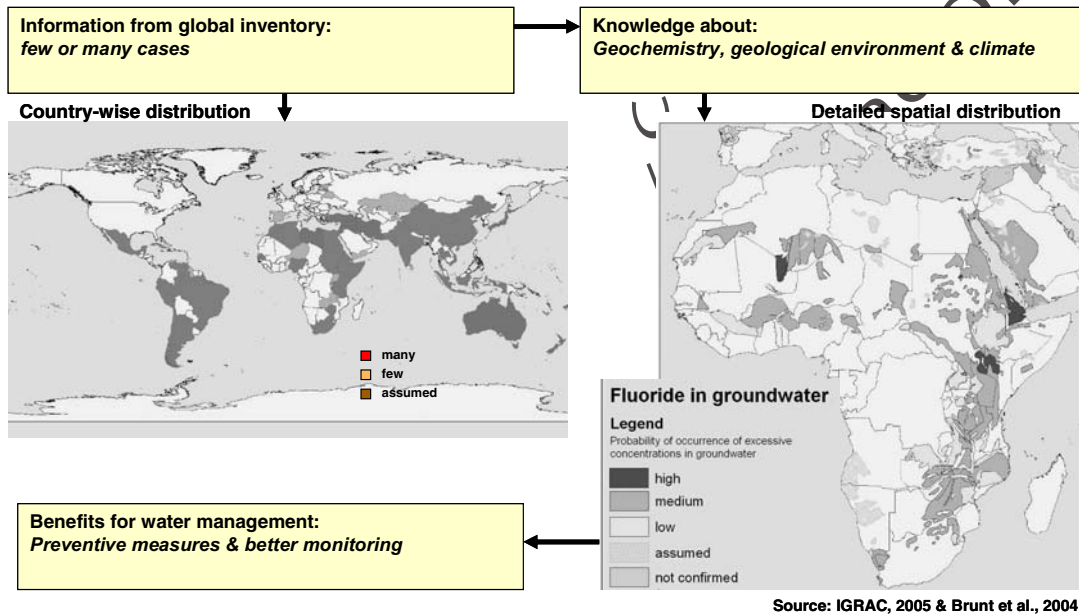 Information from global inventory:
few or many cases
Knowledge about:
Geochemistry, geological environment & climate
Country-wise distribution
Detailed spatial distribution
many
few
assumed
Fluoride in groundwater
Legend
Probability of occurrence of excessive
concentrations in groundwater
high
medium
low
assumed
not confirmed
Benefits for water management:
Preventive measures & better monitoring
Source: IGRAC, 2005 & Brunt et al., 2004